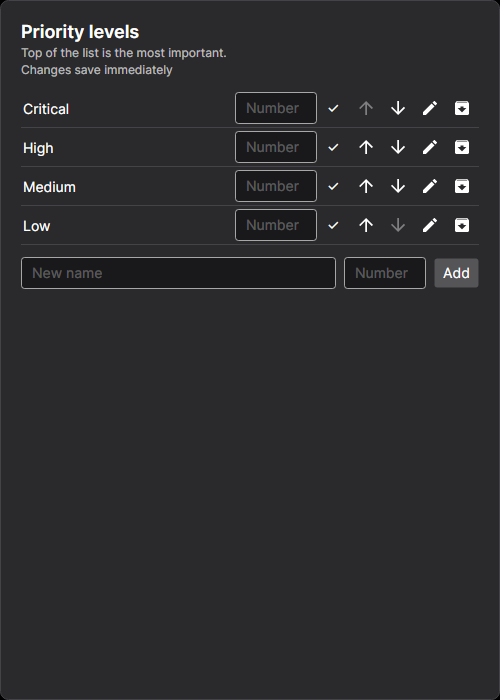 Priority levels
Top of the list is the most important.
Changes save immediately
Critical Number
High Number
Medium Number
Low Number
New name Number Add